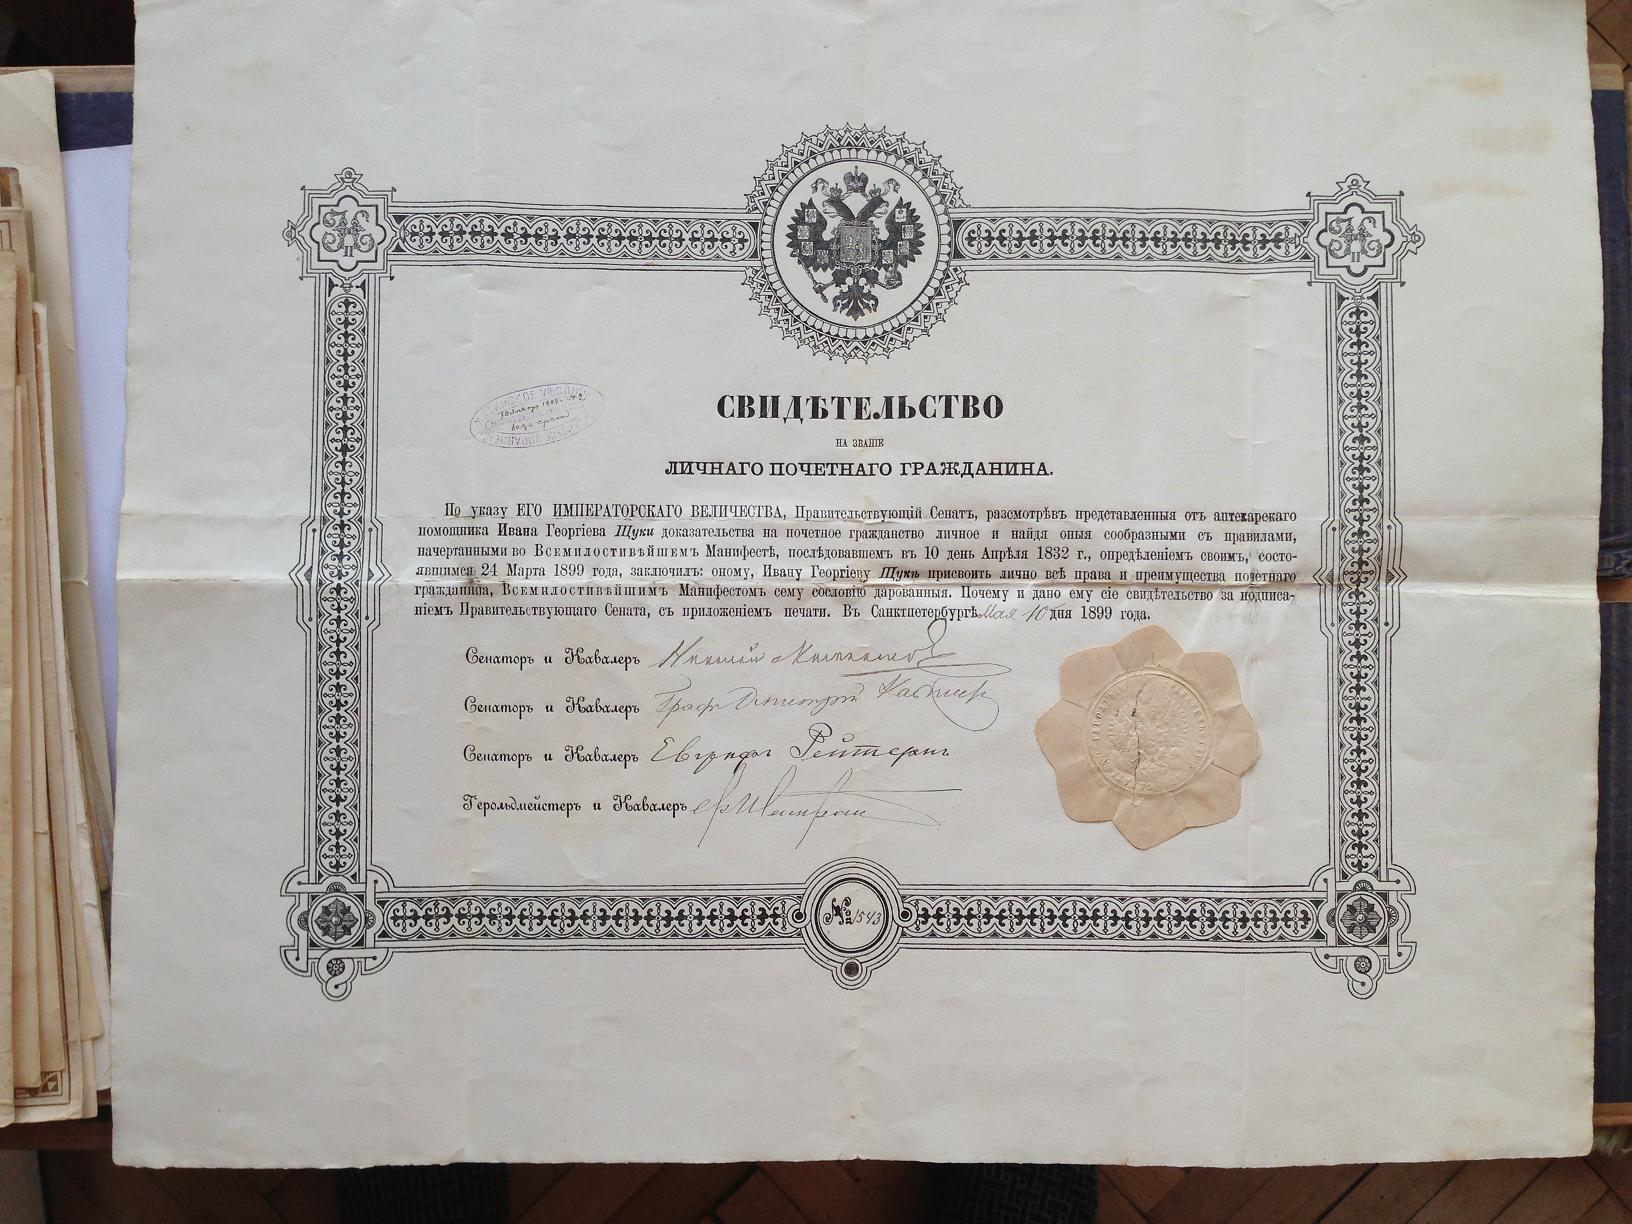 СВИДѢТЕЛЬСТВО
НА ЗВАНІЕ
ЛИЧНАГО ПОЧЕТНАГО ГРАЖДАНИНА.
По указу ЕГО ИМПЕРАТОРСКАГО ВЕЛИЧЕСТВА, Правительствующій Сенатъ, разсмотрѣвъ представленныя отъ аптекарскаго
помощника Ивана Георгіева Щуки доказательства на почетное гражданство личное и найдя оныя сообразными съ правилами,
начертанными во Всемилостивѣйшемъ Манифестѣ, послѣдовавшемъ въ 10 день Апрѣля 1832 г., опредѣленіемъ своимъ, состо-
явшимся 24 Марта 1899 года, заключилъ: оному, Ивану Георгіеву Щукѣ присвоить лично всѣ права и преимущества почетнаго
гражданина, Всемилостивѣйшимъ Манифестомъ сему сословію дарованныя. Почему и дано ему сіе свидѣтельство за подписа-
ніемъ Правительствующаго Сената, съ приложеніемъ печати. Въ Санктпетербургѣ Мая 10 дня 1899 года.
Сенаторъ и Кавалеръ
Сенаторъ и Кавалеръ Графъ Дмитрій
Сенаторъ и Кавалеръ Рейтернъ
Герольдмейстеръ и Кавалеръ
№ 1543